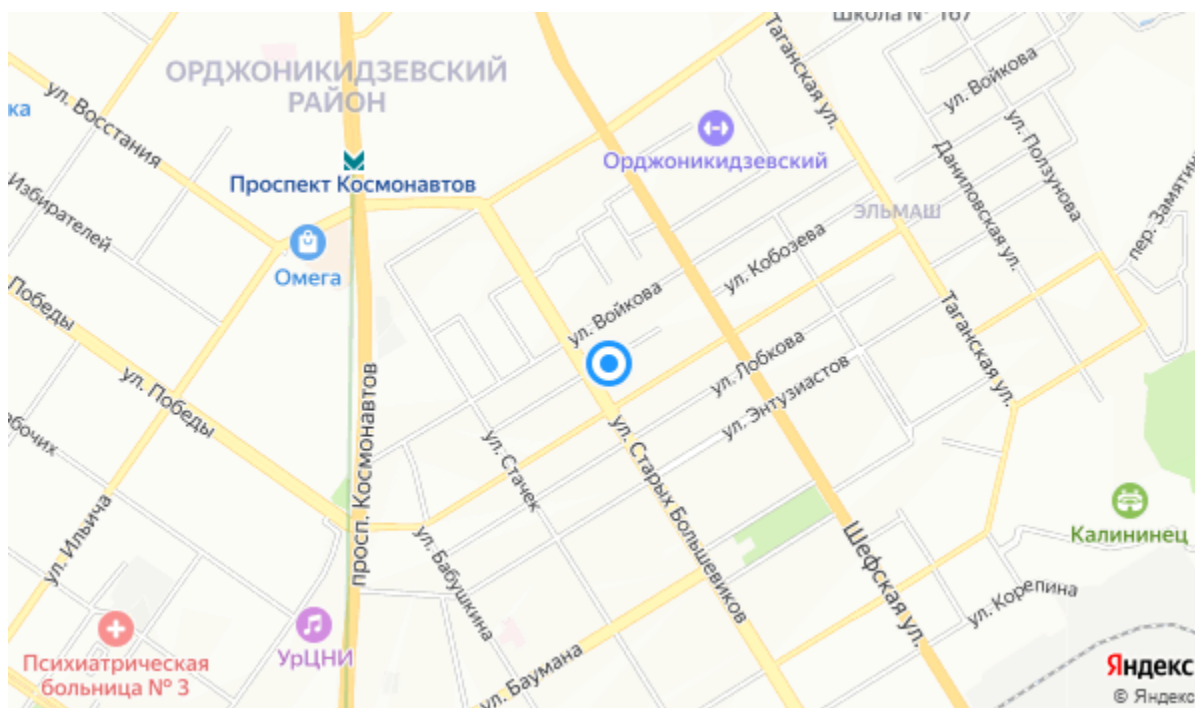 Школа № 167
Таганская ул.
ул. Войкова
ОРДЖОНИКИДЗЕВСКИЙ
РАЙОН
ул. Восстания
ка
Орджоникидзевский
ул. Ползунова
Даниловская ул.
пер. Замятин
Проспект Космонавтов
Избирателей
ЭЛЬМАШ
Омега
ул. Кобозева
Победы
ул. Войкова
Таганская ул.
ул. Лобкова
ул. Победы
просп. Космонавтов
ул. Энтузиастов
обочих
ул. Стачек
ул. Старых Большевиков
Калининец
ул. Ильича
ул. Бабушкина
Шефская ул.
ул. Корепина
УрЦНИ
Психиатрическая
больница № 3
ул. Баумана
Яндекс
© Яндекс